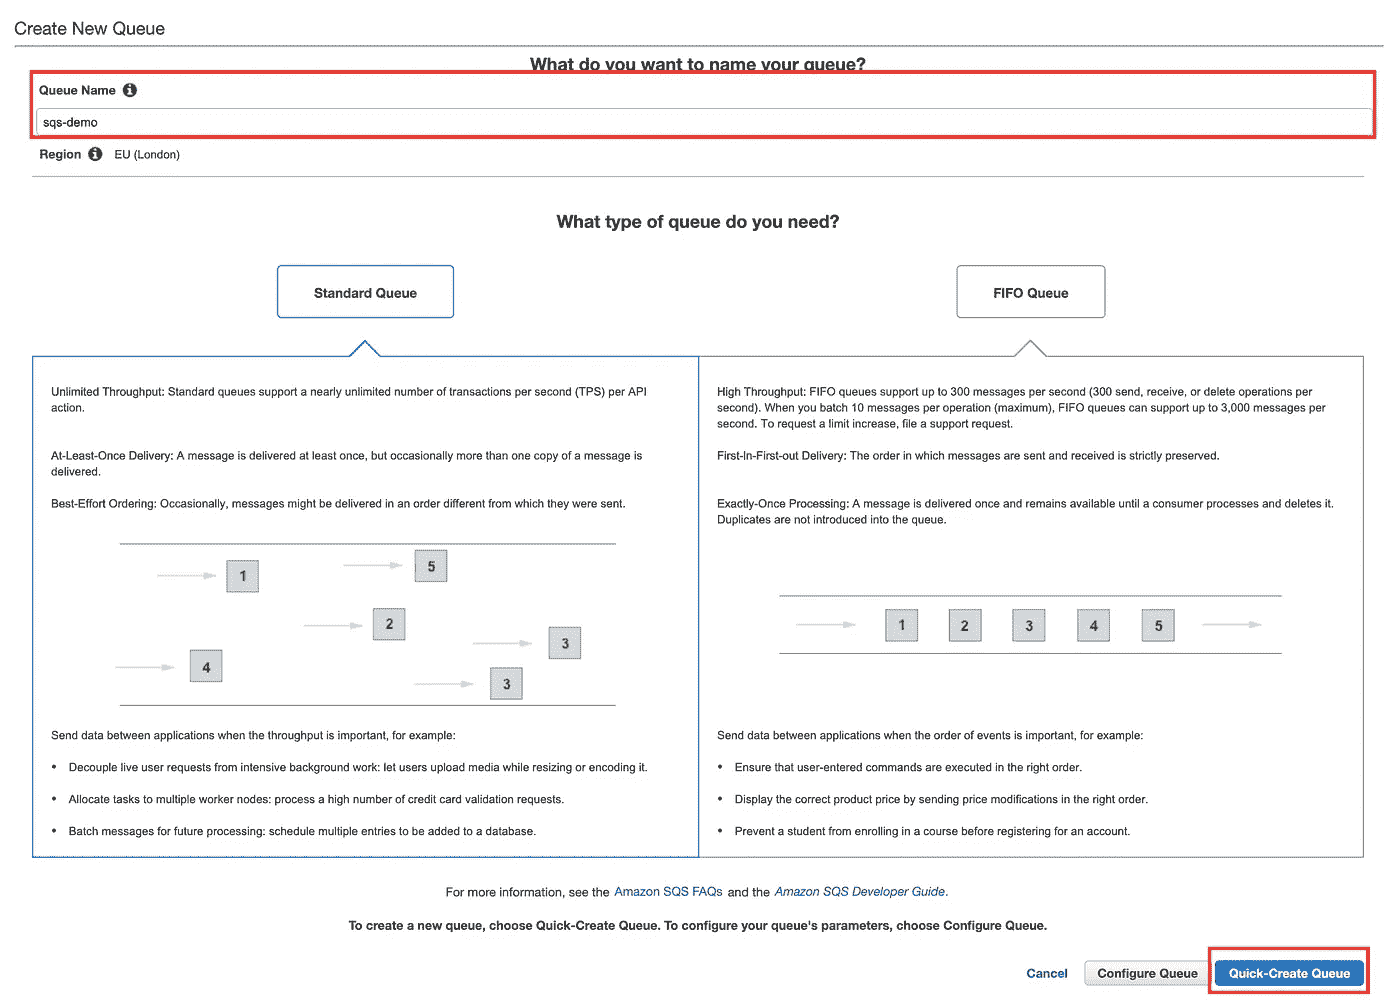 Create New Queue
What do you want to name your queue?
Queue Name
sqs-demo
Region EU (London)
What type of queue do you need?
Standard Queue
FIFO Queue
Unlimited Throughput: Standard queues support a nearly unlimited number of transactions per second (TPS) per API
action.
At-Least-Once Delivery: A message is delivered at least once, but occasionally more than one copy of a message is
delivered.
Best-Effort Ordering: Occasionally, messages might be delivered in an order different from which they were sent.
1
5
2
3
4
3
Send data between applications when the throughput is important, for example:
• Decouple live user requests from intensive background work: let users upload media while resizing or encoding it.
• Allocate tasks to multiple worker nodes: process a high number of credit card validation requests.
• Batch messages for future processing: schedule multiple entries to be added to a database.
High Throughput: FIFO queues support up to 300 messages per second (300 send, receive, or delete operations per
second). When you batch 10 messages per operation (maximum), FIFO queues can support up to 3,000 messages per
second. To request a limit increase, file a support request.
First-In-First-out Delivery: The order in which messages are sent and received is strictly preserved.
Exactly-Once Processing: A message is delivered once and remains available until a consumer processes and deletes it.
Duplicates are not introduced into the queue.
1 2 3 4 5
Send data between applications when the order of events is important, for example:
• Ensure that user-entered commands are executed in the right order.
• Display the correct product price by sending price modifications in the right order.
• Prevent a student from enrolling in a course before registering for an account.
For more information, see the Amazon SQS FAQs and the Amazon SQS Developer Guide.
To create a new queue, choose Quick-Create Queue. To configure your queue's parameters, choose Configure Queue.
Cancel Configure Queue Quick-Create Queue